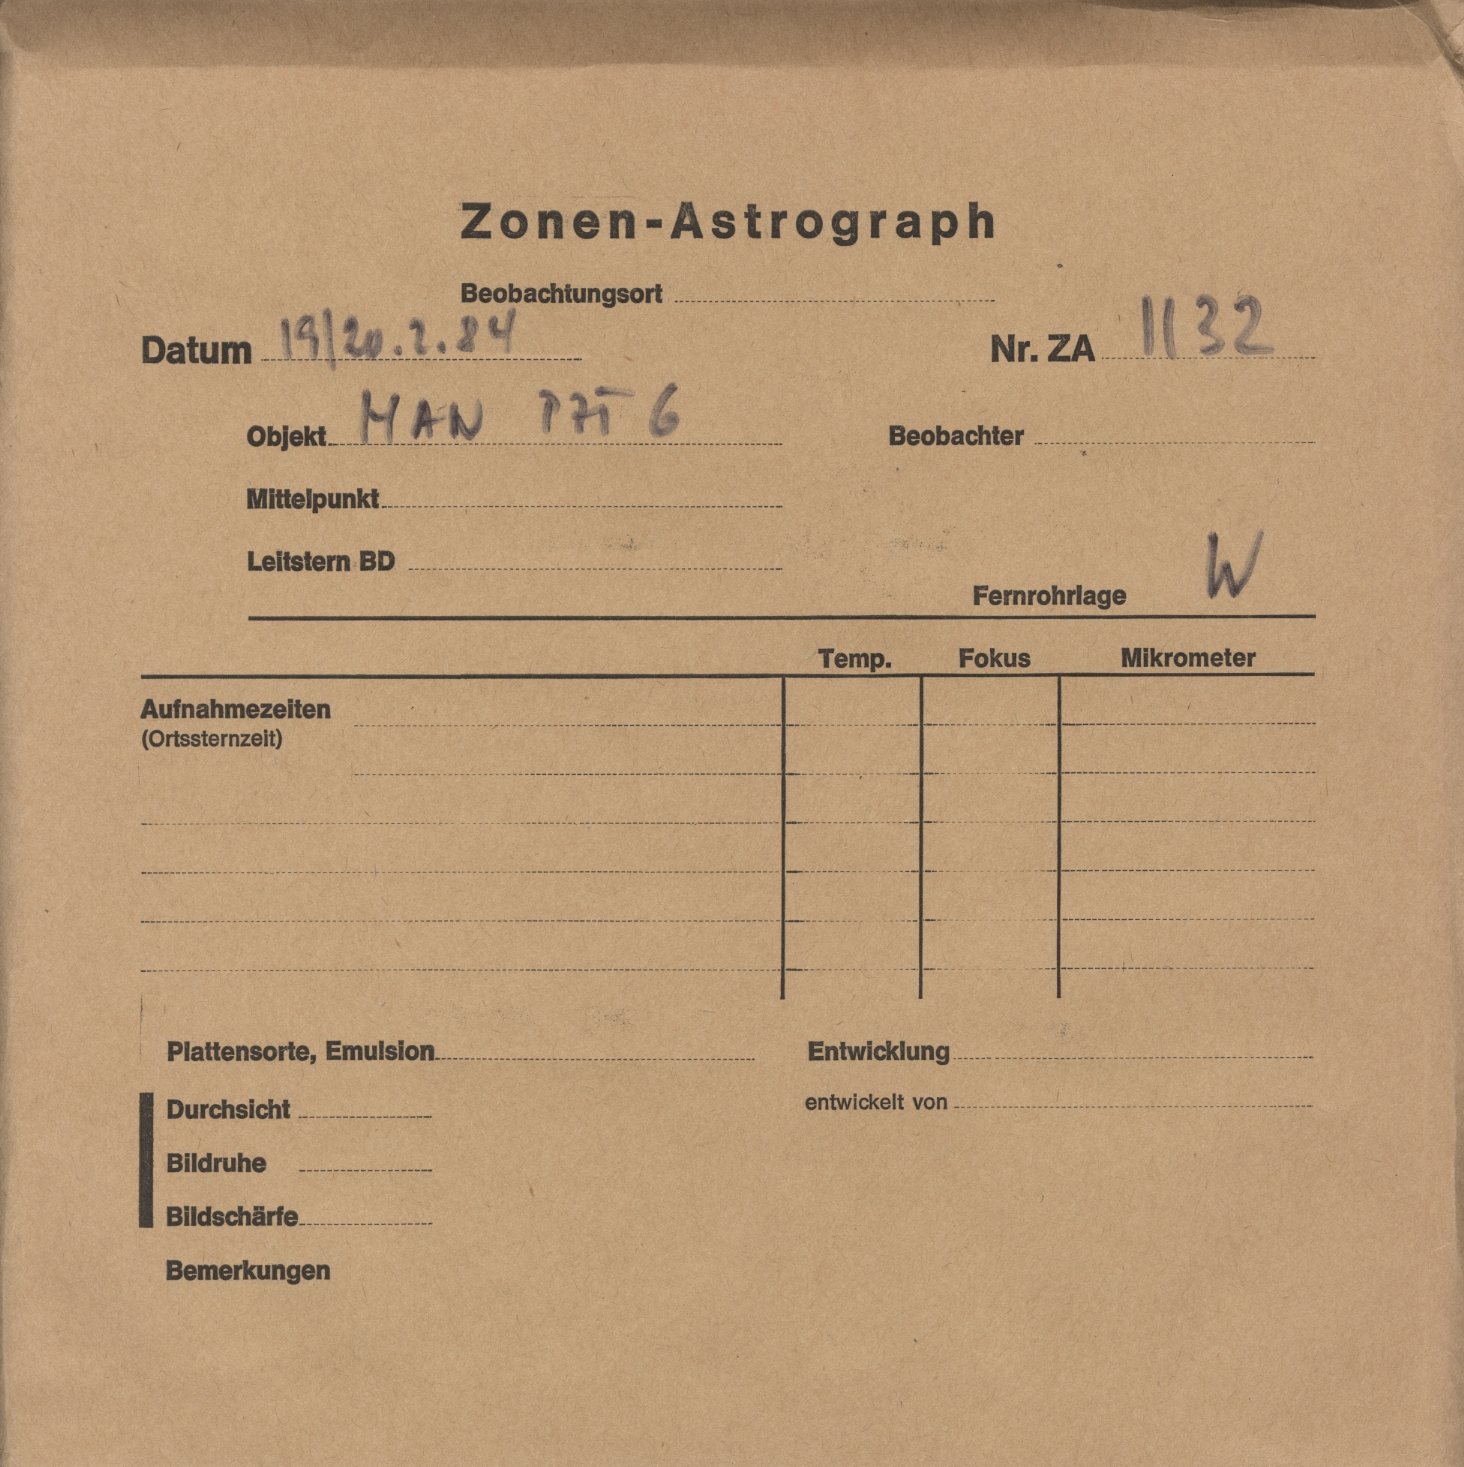 Zonen-Astrograph
Beobachtungsort
Datum 19/20.2.84 Nr. ZA 1132
Objekt MAN 6 Beobachter
Mittelpunkt
Leitstern BD
Fernrohrlage W
Temp. Fokus Mikrometer
Aufnahmezeiten
(Ortssternzeit)
Plattensorte, Emulsion Entwicklung
Durchsicht entwickelt von
Bildruhe
Bildschärfe
Bemerkungen